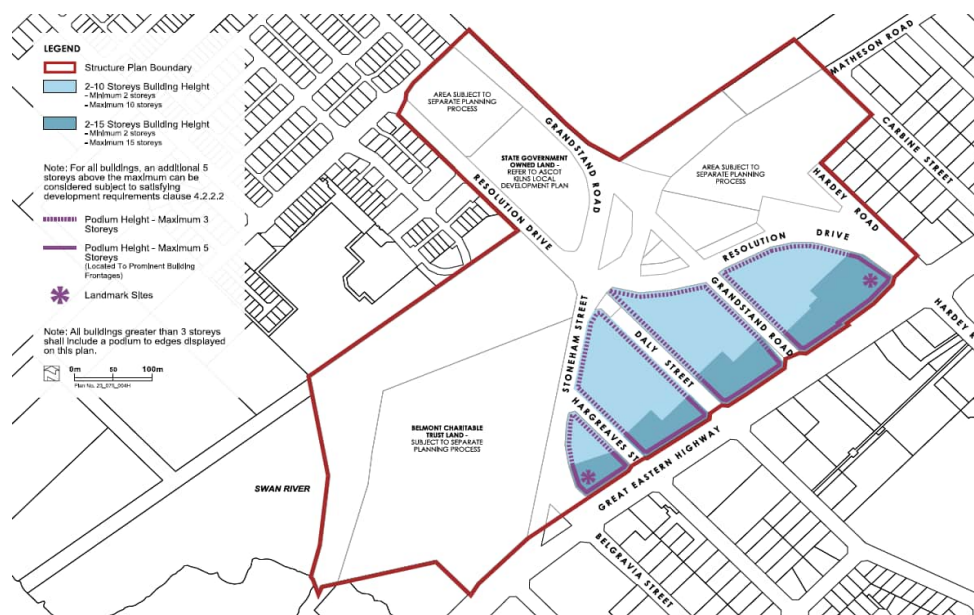 LEGEND
Structure Plan Boundary
2-10 Storeys Building Height
- Minimum 2 storeys
- Maximum 10 storeys
2-15 Storeys Building Height
- Minimum 2 storeys
- Maximum 15 storeys
Note: For all buildings, an additional 5
storeys above the maximum can be
considered subject to satisfying
development requirements clause 4.2.2.2
Podium Height - Maximum 3
Storeys
Podium Height - Maximum 5
Storeys
(Located To Prominent Building
Frontages)
Landmark Sites
Note: All buildings greater than 3 storeys
shall include a podium to edges displayed
on this plan.
0m 50 100m
AREA SUBJECT TO
SEPARATE PLANNING
PROCESS
GRANDSTAND ROAD
STATE GOVERNMENT
OWNED LAND -
REFER TO ASCOT
KILNS LOCAL
DEVELOPMENT PLAN
RESOLUTION DRIVE
AREA SUBJECT TO
SEPARATE PLANNING
PROCESS
MATHESON ROAD
CARBINE STREET
HARDEY ROAD
RESOLUTION DRIVE
GRANDSTAND ROAD
HARDEY R
STONEHAM STREET
DALY STREET
HARGREAVES ST
GREAT EASTERN HIGHWAY
BELMONT CHARITABLE
TRUST LAND -
SUBJECT TO SEPARATE
PLANNING PROCESS
SWAN RIVER
BELGRAVIA STREET